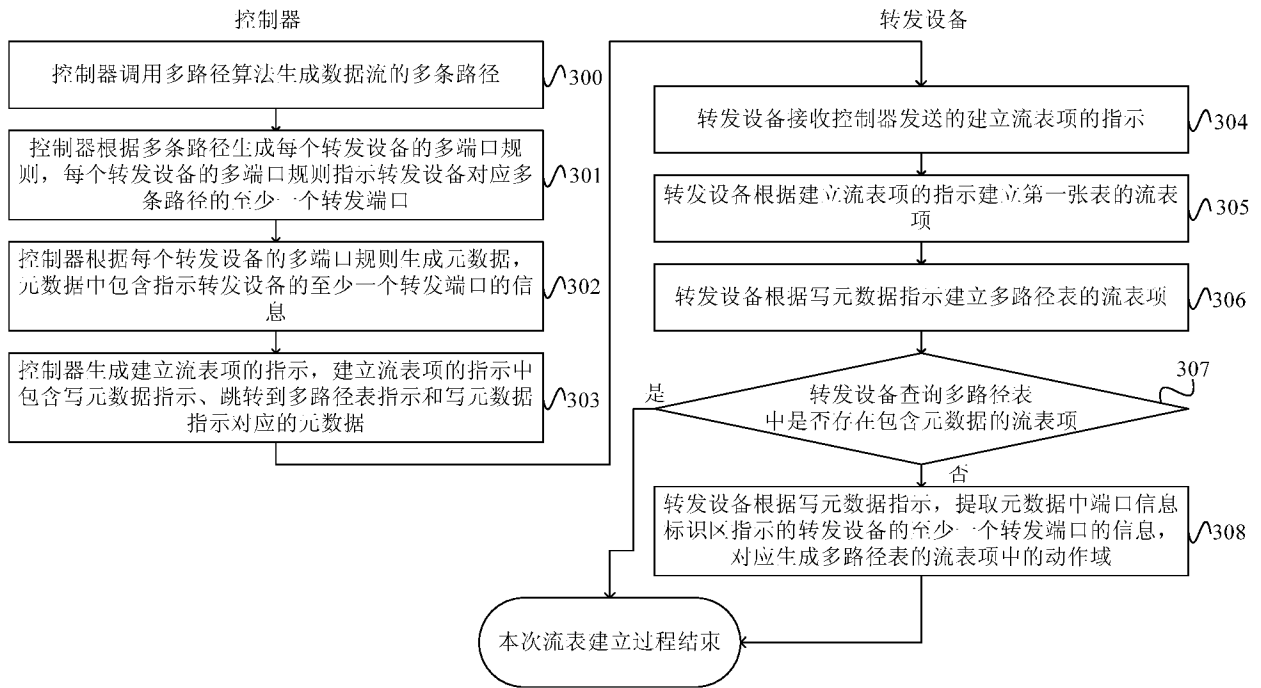 控制器
控制器调用多路径算法生成数据流的多条路径
300
控制器根据多条路径生成每个转发设备的多端口规
则，每个转发设备的多端口规则指示转发设备对应多
条路径的至少一个转发端口
301
控制器根据每个转发设备的多端口规则生成元数据，
元数据中包含指示转发设备的至少一个转发端口的信
息
302
控制器生成建立流表项的指示，建立流表项的指示中
包含写元数据指示、跳转到多路径表指示和写元数据
指示对应的元数据
303
转发设备
转发设备接收控制器发送的建立流表项的指示
304
转发设备根据建立流表项的指示建立第一张表的流表
项
305
转发设备根据写元数据指示建立多路径表的流表项
306
转发设备查询多路径表
中是否存在包含元数据的流表项
307
是
否
转发设备根据写元数据指示，提取元数据中端口信息
标识区指示的转发设备的至少一个转发端口的信息，
对应生成多路径表的流表项中的动作域
308
本次流表建立过程结束